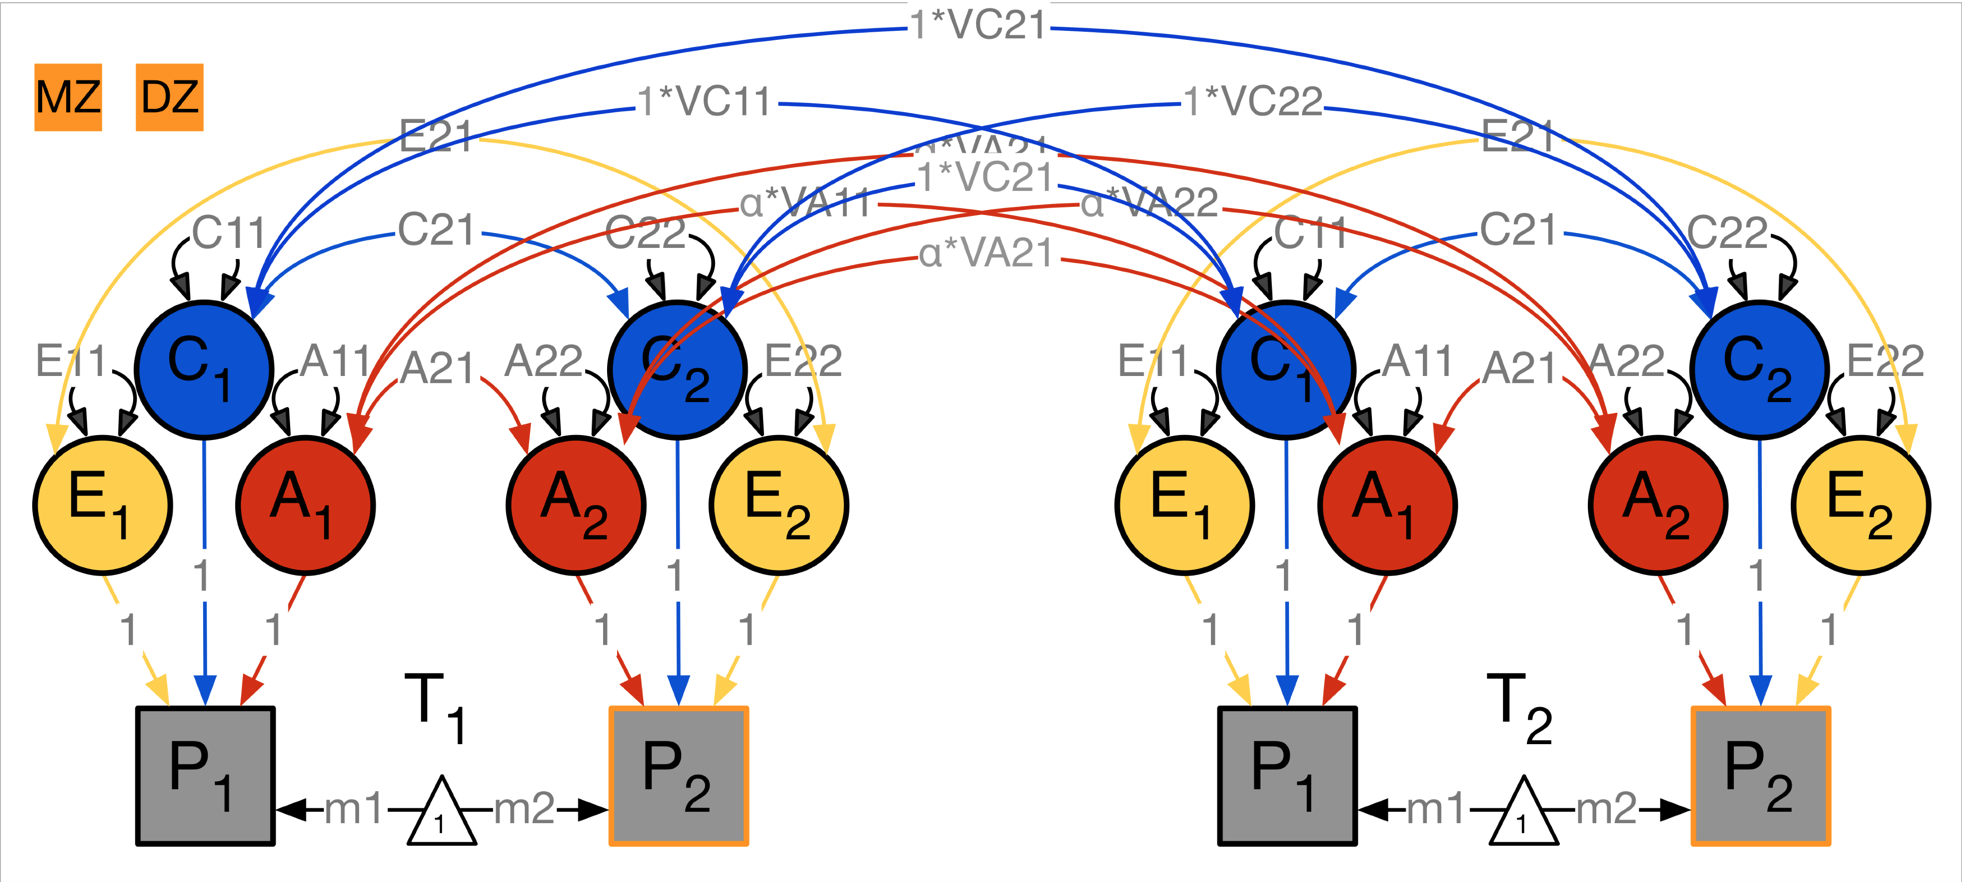 1*VC21
MZ DZ
1*VC11 1*VC22
E21 E21
1*VC21
α*VA11 α*VA22
C11 C21 C22 C11 C21 C22
α*VA21
E11 C1 A11 A21 A22 C2 E22 E11 C1 A11 A21 A22 C2 E22
E1 A1 A2 E2 E1 A1 A2 E2
1 1 1 1
1 1 1 1 1 1 1 1
T1 T2
P1 P2 P1 P2
m1 1 m2 m1 1 m2